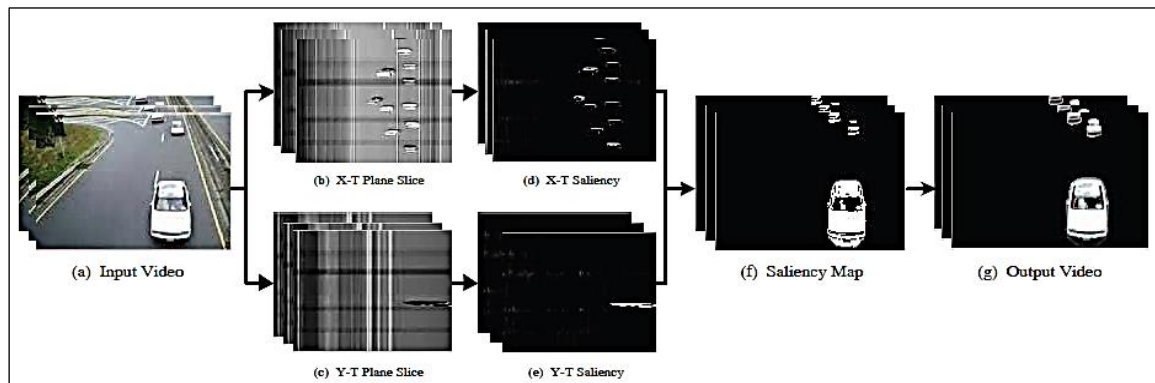 (a) Input Video
(b) X-T Plane Slice
(c) Y-T Plane Slice
(d) X-T Saliency
(e) Y-T Saliency
(f) Saliency Map
(g) Output Video